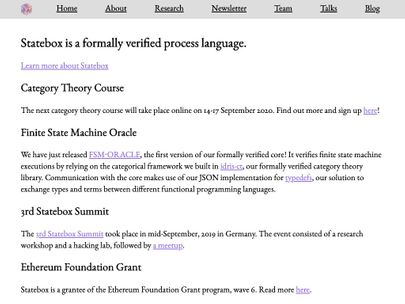 Home About Research Newsletter Team Talks Blog
Statebox is a formally verified process language.
Learn more about Statebox
Category Theory Course
The next category theory course will take place online on 14-17 September 2020. Find out more and sign up here!
Finite State Machine Oracle
We have just released FSM-ORACLE, the first version of our formally verified core! It verifies finite state machine
executions by relying on the categorical framework we built in idris-ct, our formally verified category theory
library. Communication with the core makes use of our JSON implementation for typedefs, our solution to
exchange types and terms between different functional programming languages.
3rd Statebox Summit
The 3rd Statebox Summit took place in mid-September, 2019 in Germany. The event consisted of a research
workshop and a hacking lab, followed by a meetup.
Ethereum Foundation Grant
Statebox is a grantee of the Ethereum Foundation Grant program, wave 6. Read more here.